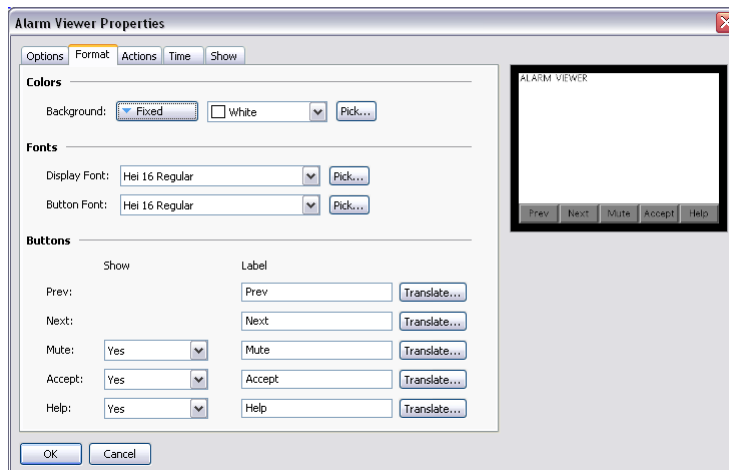 Alarm Viewer Properties
Options Format Actions Time Show
Colors
Background: Fixed White Pick...
Fonts
Display Font: Hei 16 Regular Pick...
Button Font: Hei 16 Regular Pick...
Buttons
Show Label
Prev: Prev Translate...
Next: Next Translate...
Mute: Yes Mute Translate...
Accept: Yes Accept Translate...
Help: Yes Help Translate...
OK Cancel
ALARM VIEWER
Prev Next Mute Accept Help